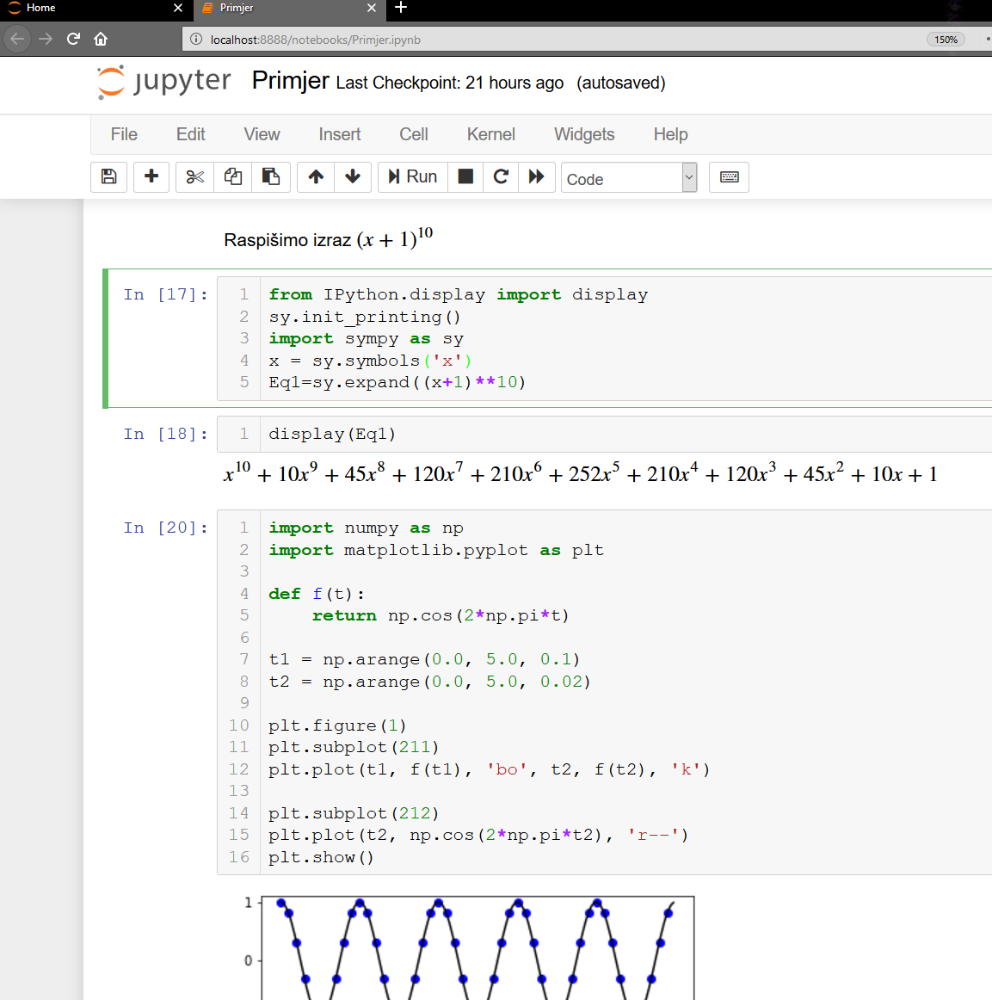 Home
Primjer
localhost:8888/notebooks/Primjer.ipynb
150%
jupyter Primjer Last Checkpoint: 21 hours ago (autosaved)
File Edit View Insert Cell Kernel Widgets Help
Run Code
Raspišimo izraz (x + 1)^10
In [17]:
1 from IPython.display import display
2 sy.init_printing()
3 import sympy as sy
4 x = sy.symbols('x')
5 Eq1=sy.expand((x+1)**10)
In [18]:
1 display(Eq1)
x^10 + 10x^9 + 45x^8 + 120x^7 + 210x^6 + 252x^5 + 210x^4 + 120x^3 + 45x^2 + 10x + 1
In [20]:
1 import numpy as np
2 import matplotlib.pyplot as plt
3
4 def f(t):
5     return np.cos(2*np.pi*t)
6
7 t1 = np.arange(0.0, 5.0, 0.1)
8 t2 = np.arange(0.0, 5.0, 0.02)
9
10 plt.figure(1)
11 plt.subplot(211)
12 plt.plot(t1, f(t1), 'bo', t2, f(t2), 'k')
13
14 plt.subplot(212)
15 plt.plot(t2, np.cos(2*np.pi*t2), 'r--')
16 plt.show()
1
0